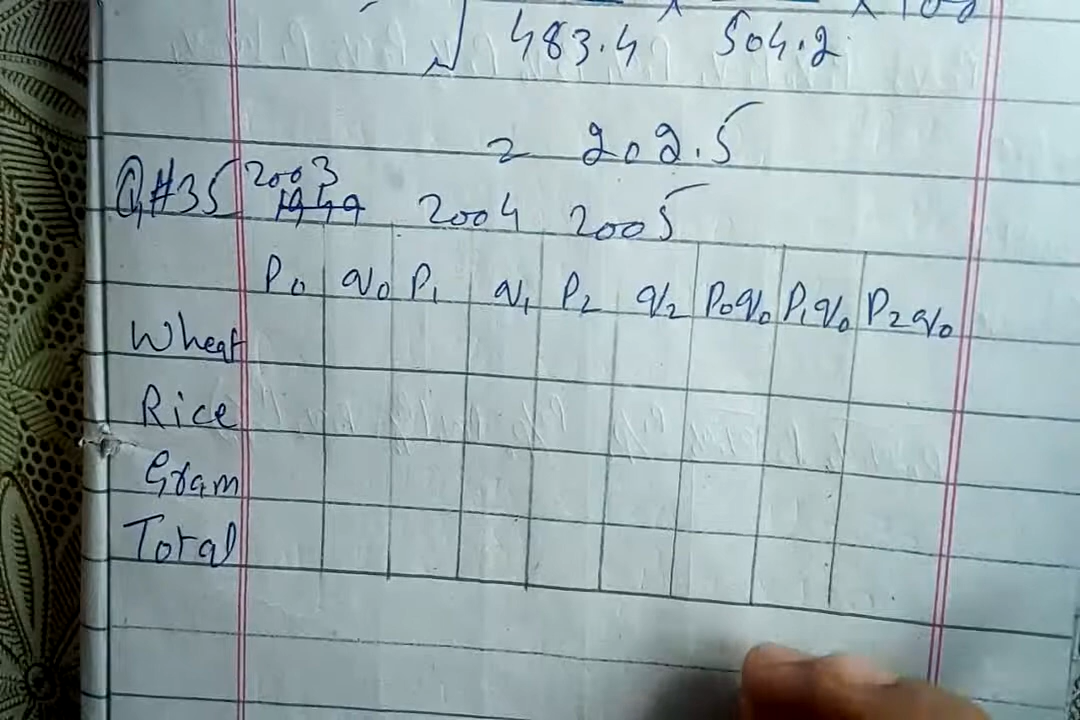 √ 483.4 504.2
= 202.5
Q#35 2003
1949 2004 2005
P0 q0 P1 q1 P2 q2 P0q0 P1q0 P2q0
Wheat
Rice
Gram
Total